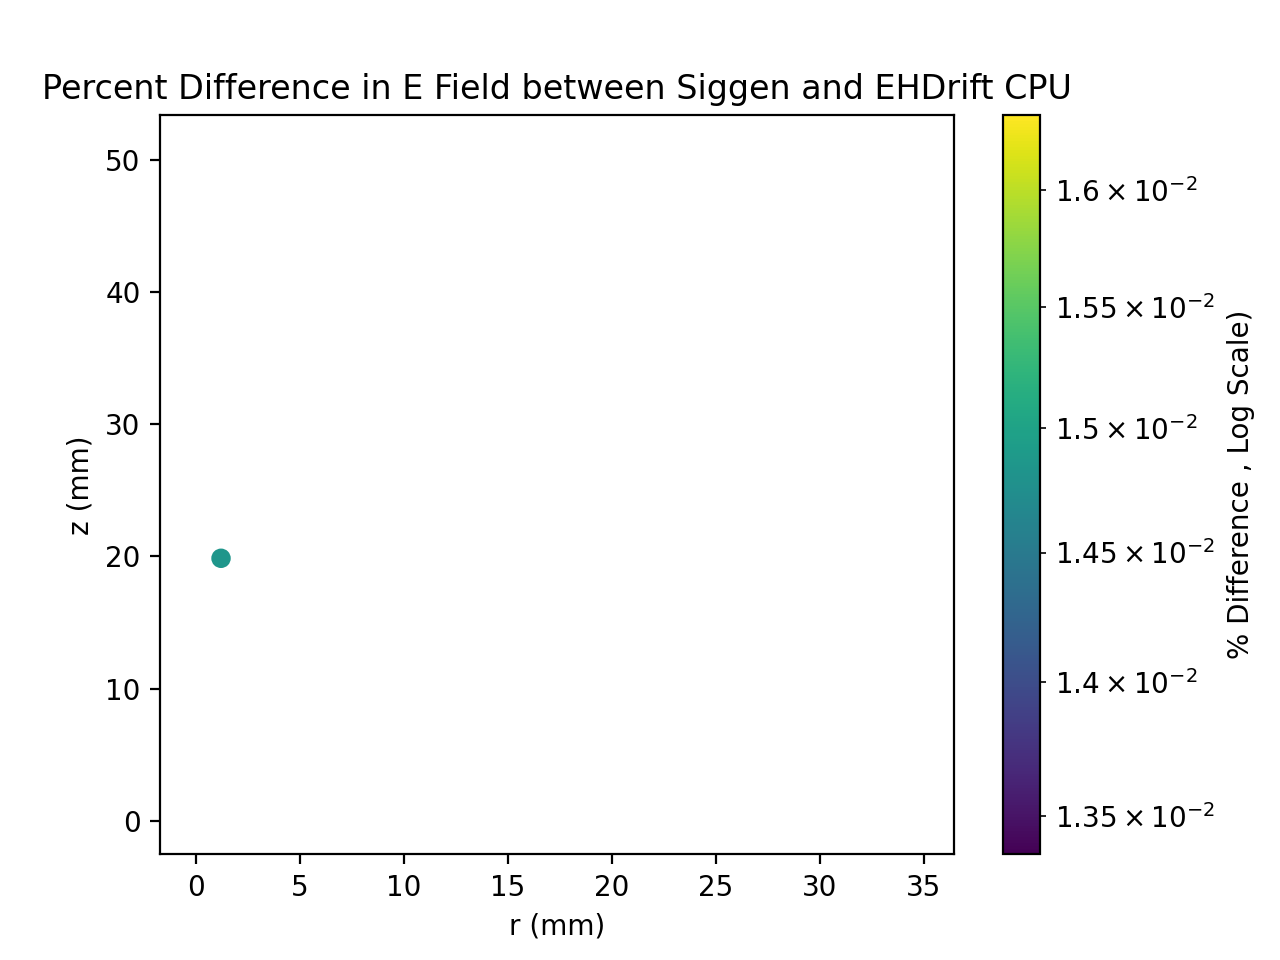 Percent Difference in E Field between Siggen and EHDrift CPU
50
40
30
20
10
0
z (mm)
0 5 10 15 20 25 30 35
r (mm)
1.6 × 10⁻²
1.55 × 10⁻²
1.5 × 10⁻²
1.45 × 10⁻²
1.4 × 10⁻²
1.35 × 10⁻²
% Difference , Log Scale)